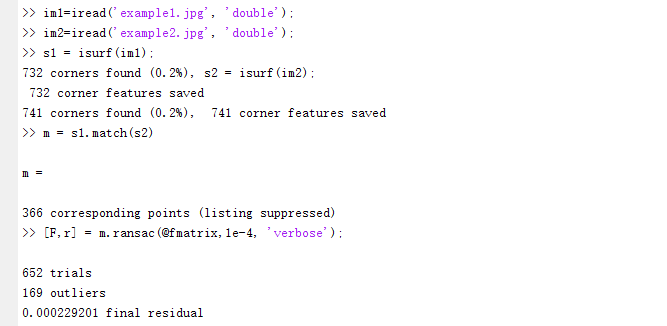 >> im1=iread('example1.jpg', 'double');
>> im2=iread('example2.jpg', 'double');
>> s1 = isurf(im1);
732 corners found (0.2%), s2 = isurf(im2);
 732 corner features saved
741 corners found (0.2%),  741 corner features saved
>> m = s1.match(s2)
m =
366 corresponding points (listing suppressed)
>> [F,r] = m.ransac(@fmatrix,1e-4, 'verbose');
652 trials
169 outliers
0.000229201 final residual